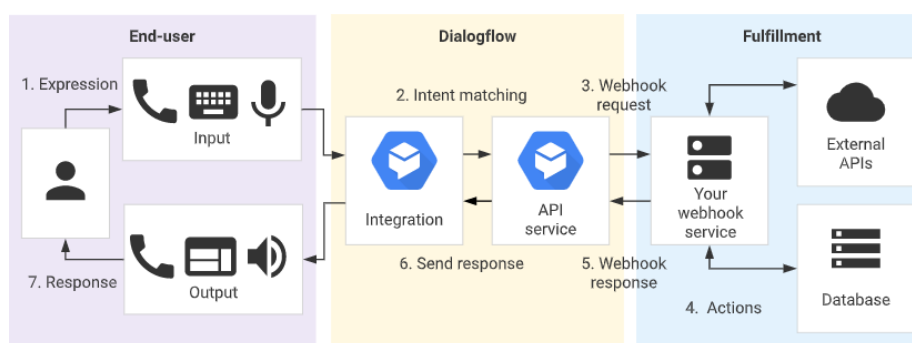 End-user
Dialogflow
Fulfillment
1. Expression
Input
2. Intent matching
3. Webhook
request
External
APIs
Integration
API
service
Your
webhook
service
7. Response
Output
6. Send response
5. Webhook
response
4. Actions
Database